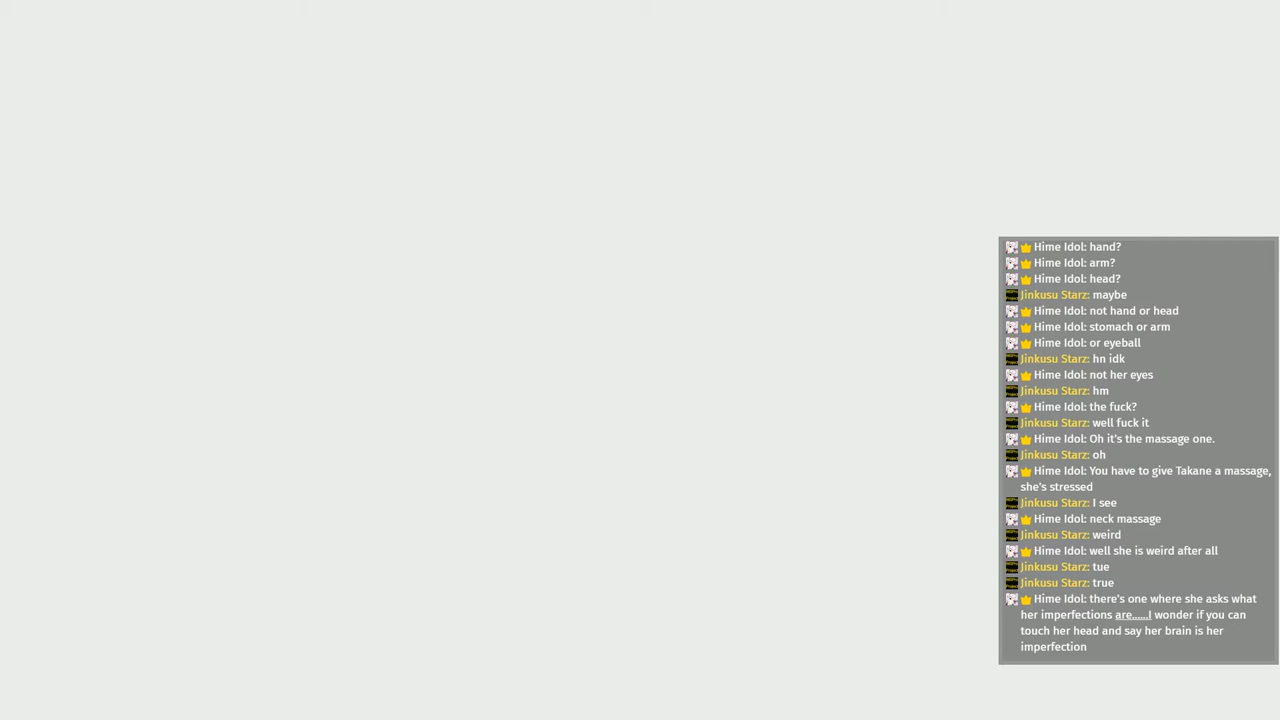 Hime Idol: hand?
Hime Idol: arm?
Hime Idol: head?
Jinkusu Starz: maybe
Hime Idol: not hand or head
Hime Idol: stomach or arm
Hime Idol: or eyeball
Jinkusu Starz: hn idk
Hime Idol: not her eyes
Jinkusu Starz: hm
Hime Idol: the fuck?
Jinkusu Starz: well fuck it
Hime Idol: Oh it's the massage one.
Jinkusu Starz: oh
Hime Idol: You have to give Takane a massage,
she's stressed
Jinkusu Starz: I see
Hime Idol: neck massage
Jinkusu Starz: weird
Hime Idol: well she is weird after all
Jinkusu Starz: tue
Jinkusu Starz: true
Hime Idol: there's one where she asks what
her imperfections are......I wonder if you can
touch her head and say her brain is her
imperfection